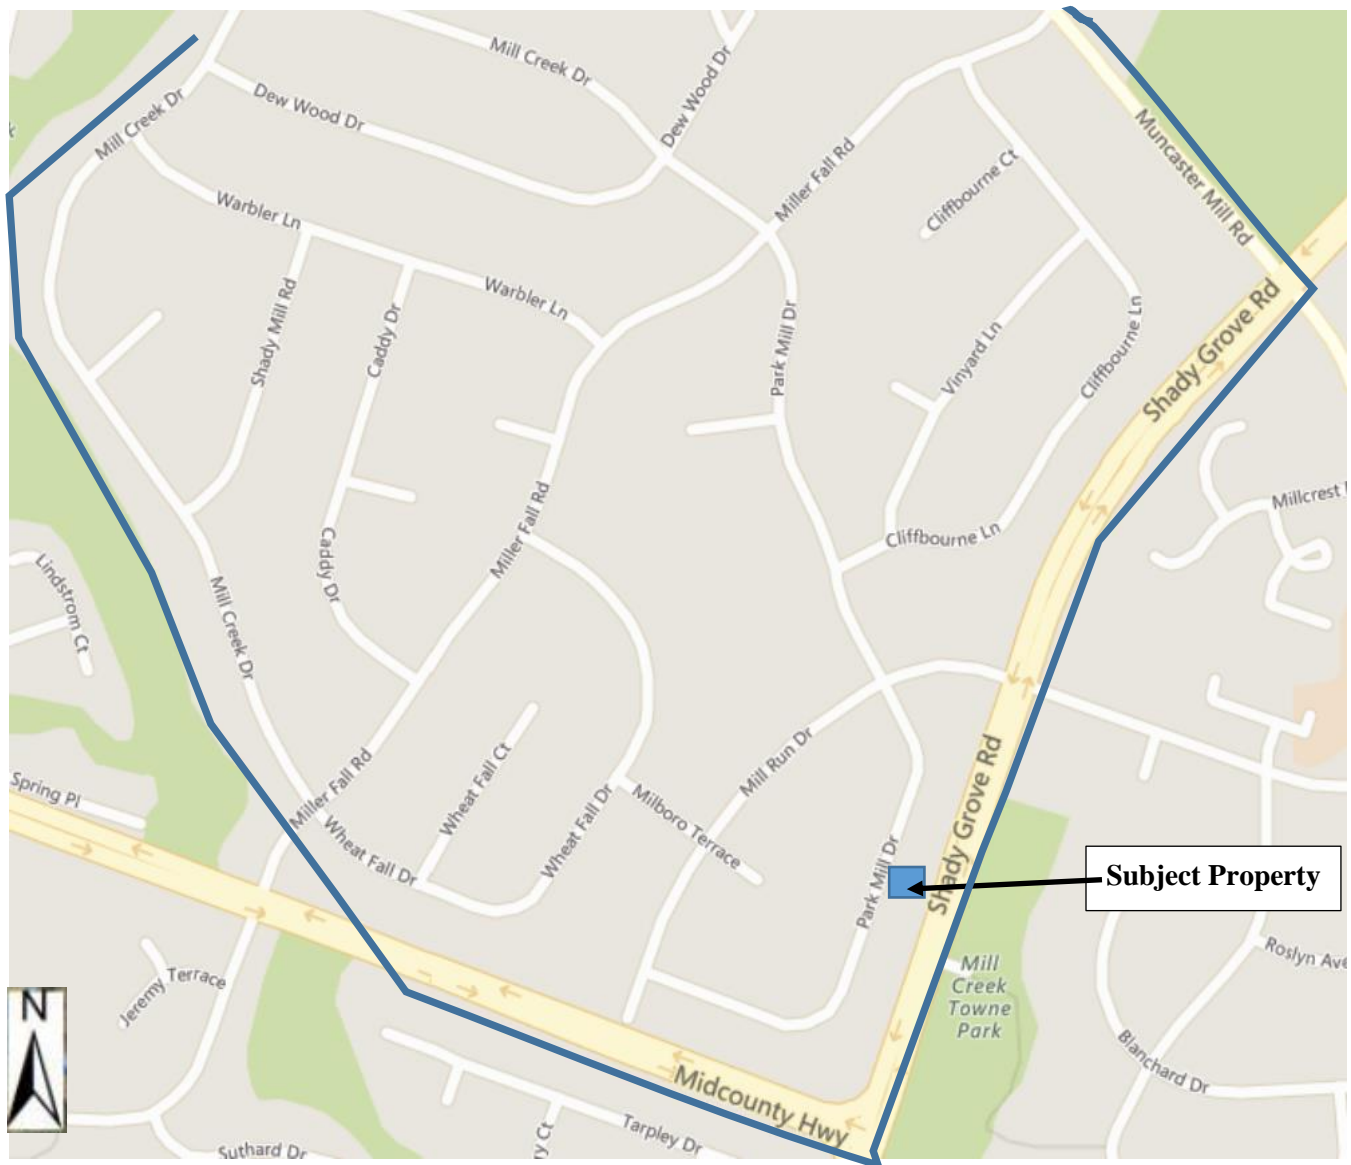 Mill Creek Dr
Dew Wood Dr
Mill Creek Dr
Dew Wood Dr
Muncaster Mill Rd
Miller Fall Rd
Cliffbourne Ct
Warbler Ln
Warbler Ln
Shady Mill Rd
Caddy Dr
Park Mill Dr
Vinyard Ln
Cliffbourne Ln
Shady Grove Rd
Millcrest
Miller Fall Rd
Cliffbourne Ln
Lindstrom Ct
Caddy Dr
Mill Creek Dr
Spring Pl
Miller Fall Rd
Wheat Fall Ct
Mill Run Dr
Shady Grove Rd
Wheat Fall Dr
Wheat Fall Dr
Milboro Terrace
Park Mill Dr
Subject Property
Roslyn Ave
Jeremy Terrace
Mill
Creek
Towne
Park
N
Blanchard Dr
Midcounty Hwy
Tarpley Dr
Suthard Dr
ry Ct